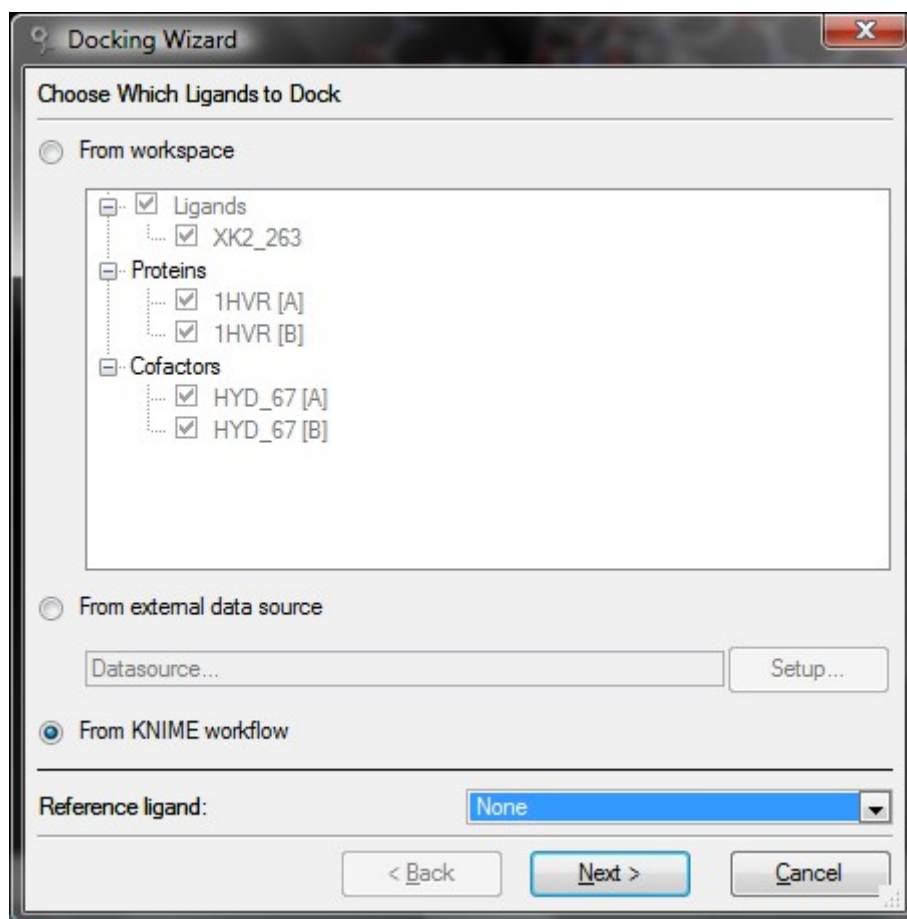 Docking Wizard
Choose Which Ligands to Dock
From workspace
Ligands
XK2_263
Proteins
1HVR [A]
1HVR [B]
Cofactors
HYD_67 [A]
HYD_67 [B]
From external data source
Datasource... Setup...
From KNIME workflow
Reference ligand: None
< Back Next > Cancel